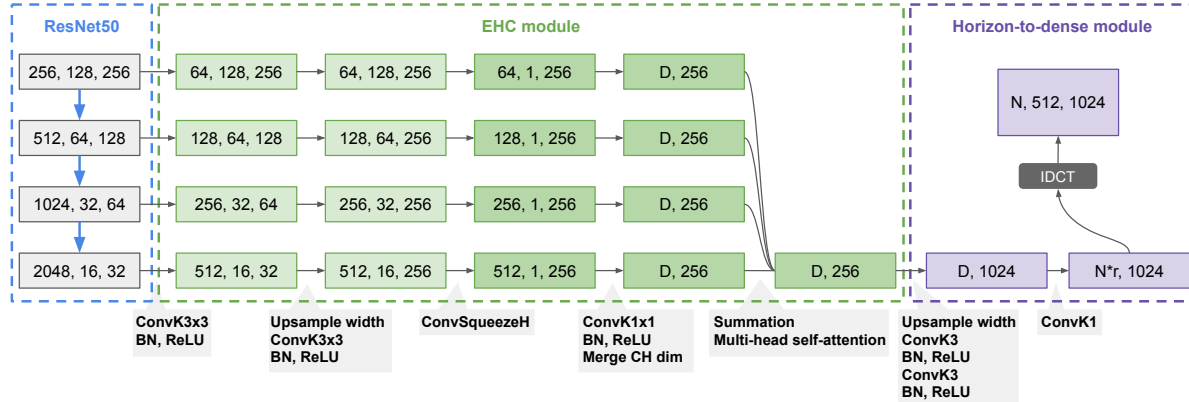 ResNet50
EHC module
Horizon-to-dense module
256, 128, 256
64, 128, 256
64, 128, 256
64, 1, 256
D, 256
N, 512, 1024
512, 64, 128
128, 64, 128
128, 64, 256
128, 1, 256
D, 256
IDCT
1024, 32, 64
256, 32, 64
256, 32, 256
256, 1, 256
D, 256
2048, 16, 32
512, 16, 32
512, 16, 256
512, 1, 256
D, 256
D, 256
D, 1024
N*r, 1024
ConvK3x3
BN, ReLU
Upsample width
ConvK3x3
BN, ReLU
ConvSqueezeH
ConvK1x1
BN, ReLU
Merge CH dim
Summation
Multi-head self-attention
Upsample width
ConvK3
BN, ReLU
ConvK3
BN, ReLU
ConvK1